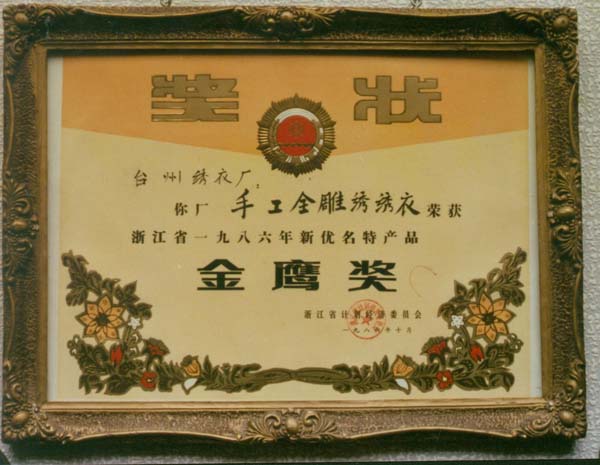 奖状
台州绣衣厂：
你厂 手工全雕绣绣衣荣获
浙江省一九八六年新优名特产品
金鹰奖
浙江省计划经济委员会
一九八六年十月